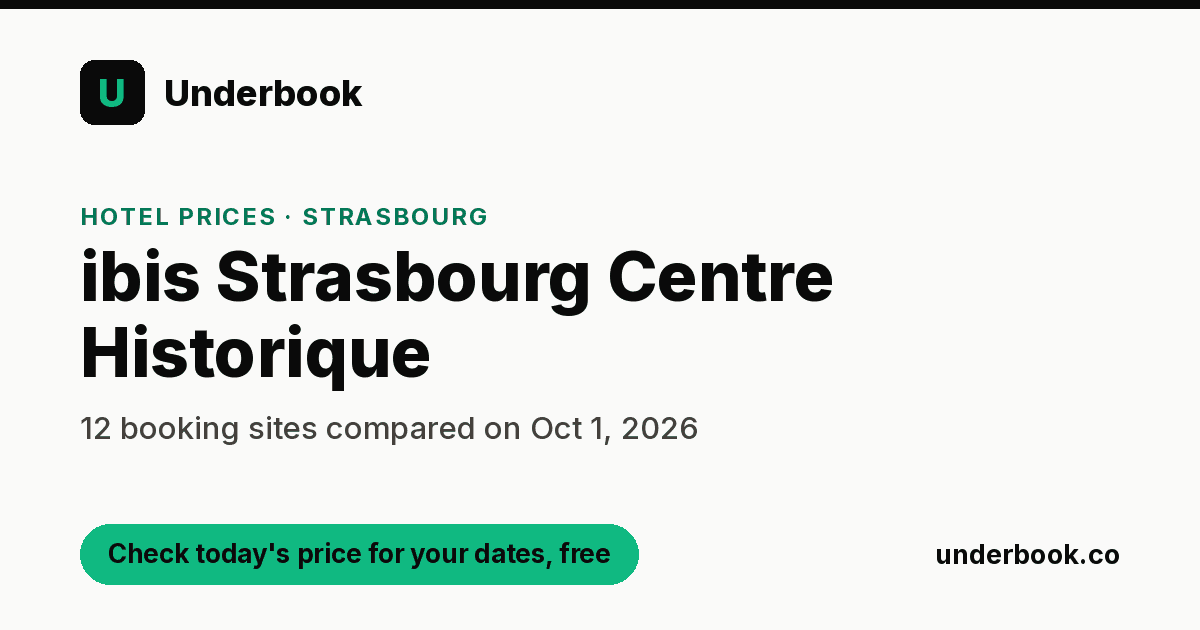 U
Underbook
HOTEL PRICES · STRASBOURG
ibis Strasbourg Centre
Historique
12 booking sites compared on Oct 1, 2026
Check today's price for your dates, free
underbook.co